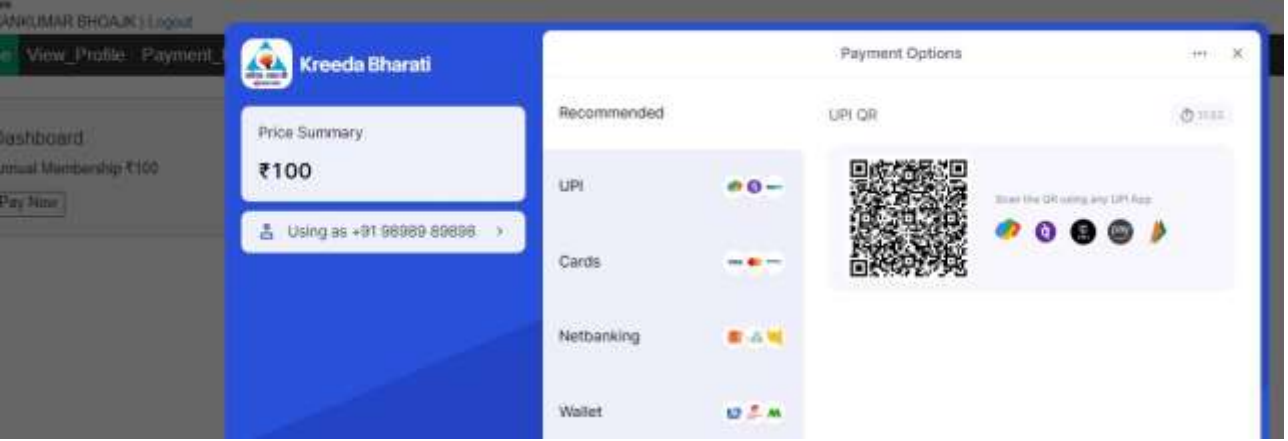 ANKUMAR BHOAJK | Logout
View_Profile Payment_
Kreeda Bharati
Payment Options
Recommended
UPI QR
Price Summary
₹100
Dashboard
Annual Membership ₹100
Pay Now
UPI
Scan the QR using any UPI App
Using as +91 98989 89898
Cards
Netbanking
Wallet